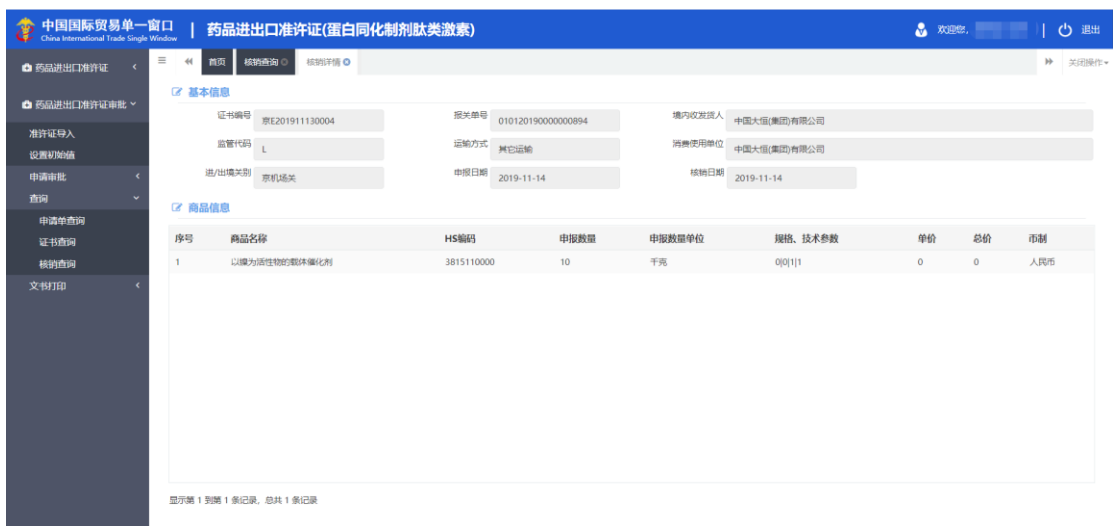 中国国际贸易单一窗口 | 药品进出口准许证(蛋白同化制剂肽类激素) 欢迎您, | 退出
China International Trade Single Window
药品进出口准许证 首页 核销查询 核销详情 关闭操作
药品进出口准许证审批
准许证导入
设置初始值
申请审批
查询
申请单查询
证书查询
核销查询
文书打印
基本信息
证书编号 京E201911130004 报关单号 010120190000000894 境内收发货人 中国大恒(集团)有限公司
监管代码 L 运输方式 其它运输 消费使用单位 中国大恒(集团)有限公司
进/出境关别 京机场关 申报日期 2019-11-14 核销日期 2019-11-14
商品信息
序号 商品名称 HS编码 申报数量 申报数量单位 规格、技术参数 单价 总价 币制
1 以镍为活性物的载体催化剂 3815110000 10 千克 0|0|1|1 0 0 人民币
显示第 1 到第 1 条记录，总共 1 条记录